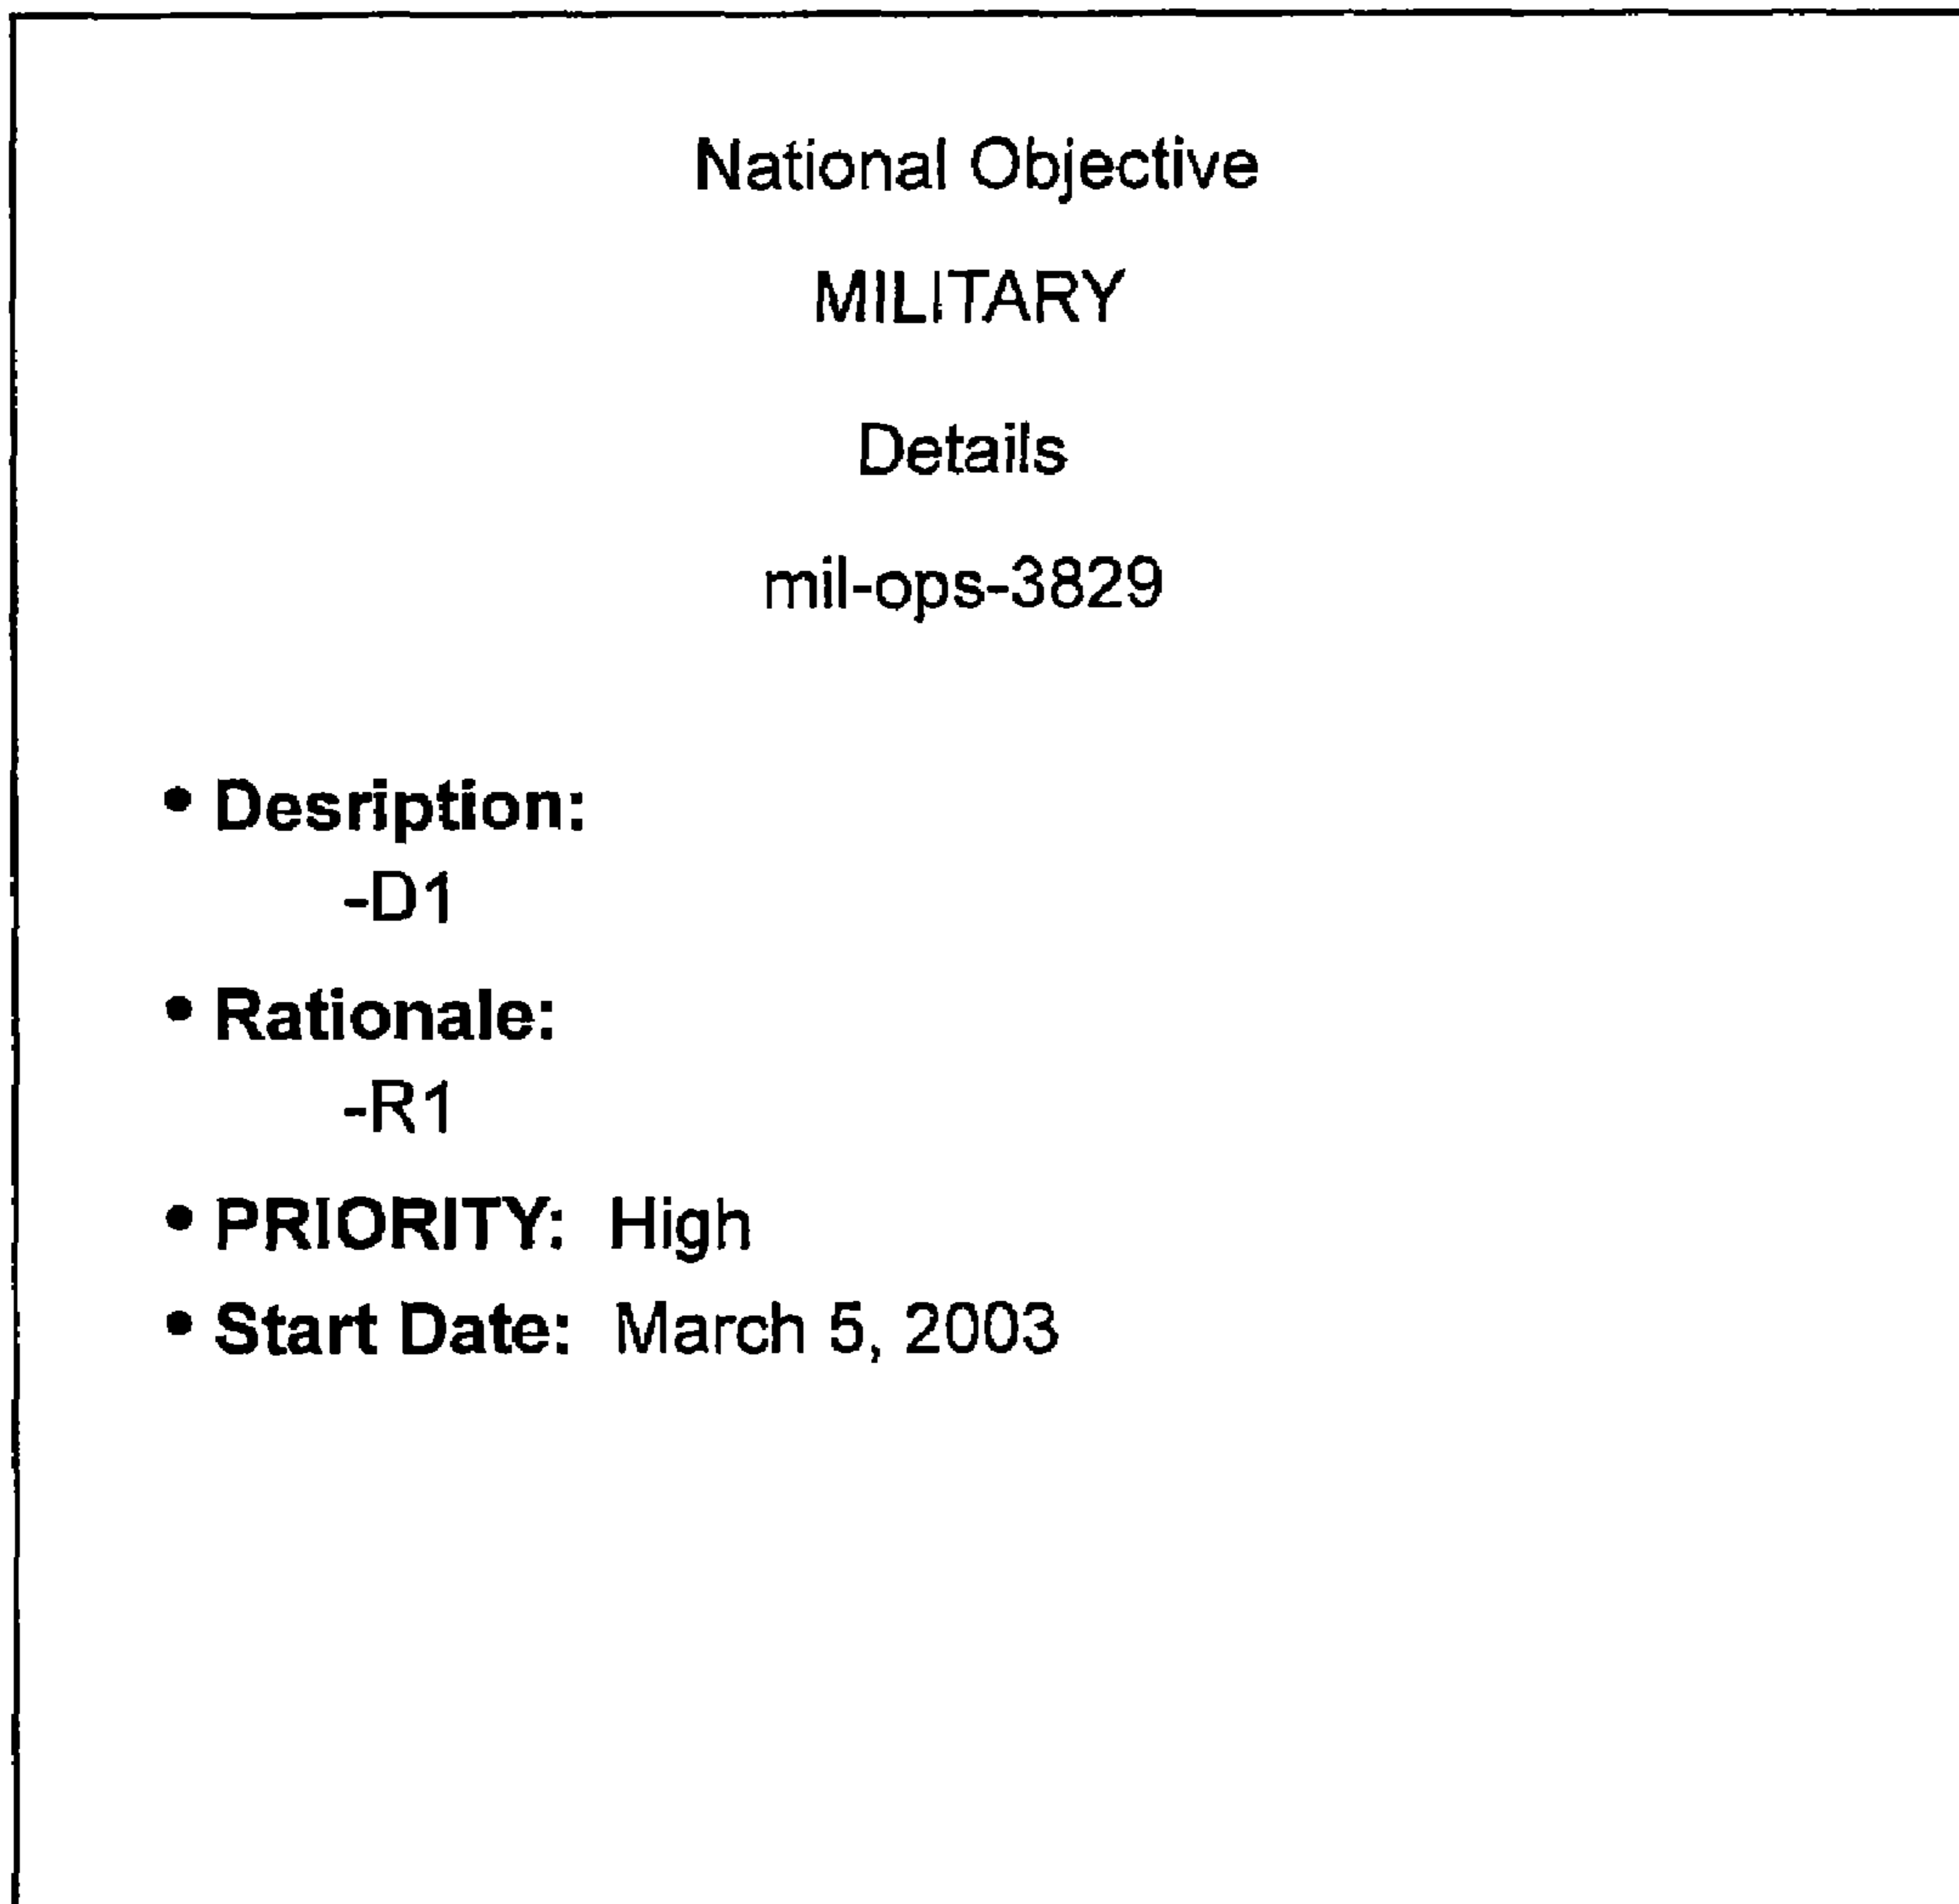 National Objective
MILITARY
Details
mil-ops-3829
• Desription:
-D1
• Rationale:
-R1
• PRIORITY: High
• Start Date: March 5, 2003